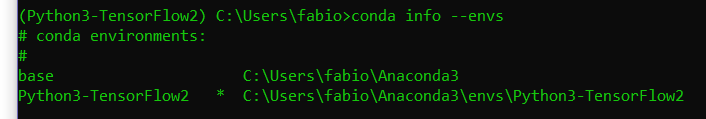 (Python3-TensorFlow2) C:\Users\fabio>conda info --envs
# conda environments:
#
base                     C:\Users\fabio\Anaconda3
Python3-TensorFlow2   *  C:\Users\fabio\Anaconda3\envs\Python3-TensorFlow2